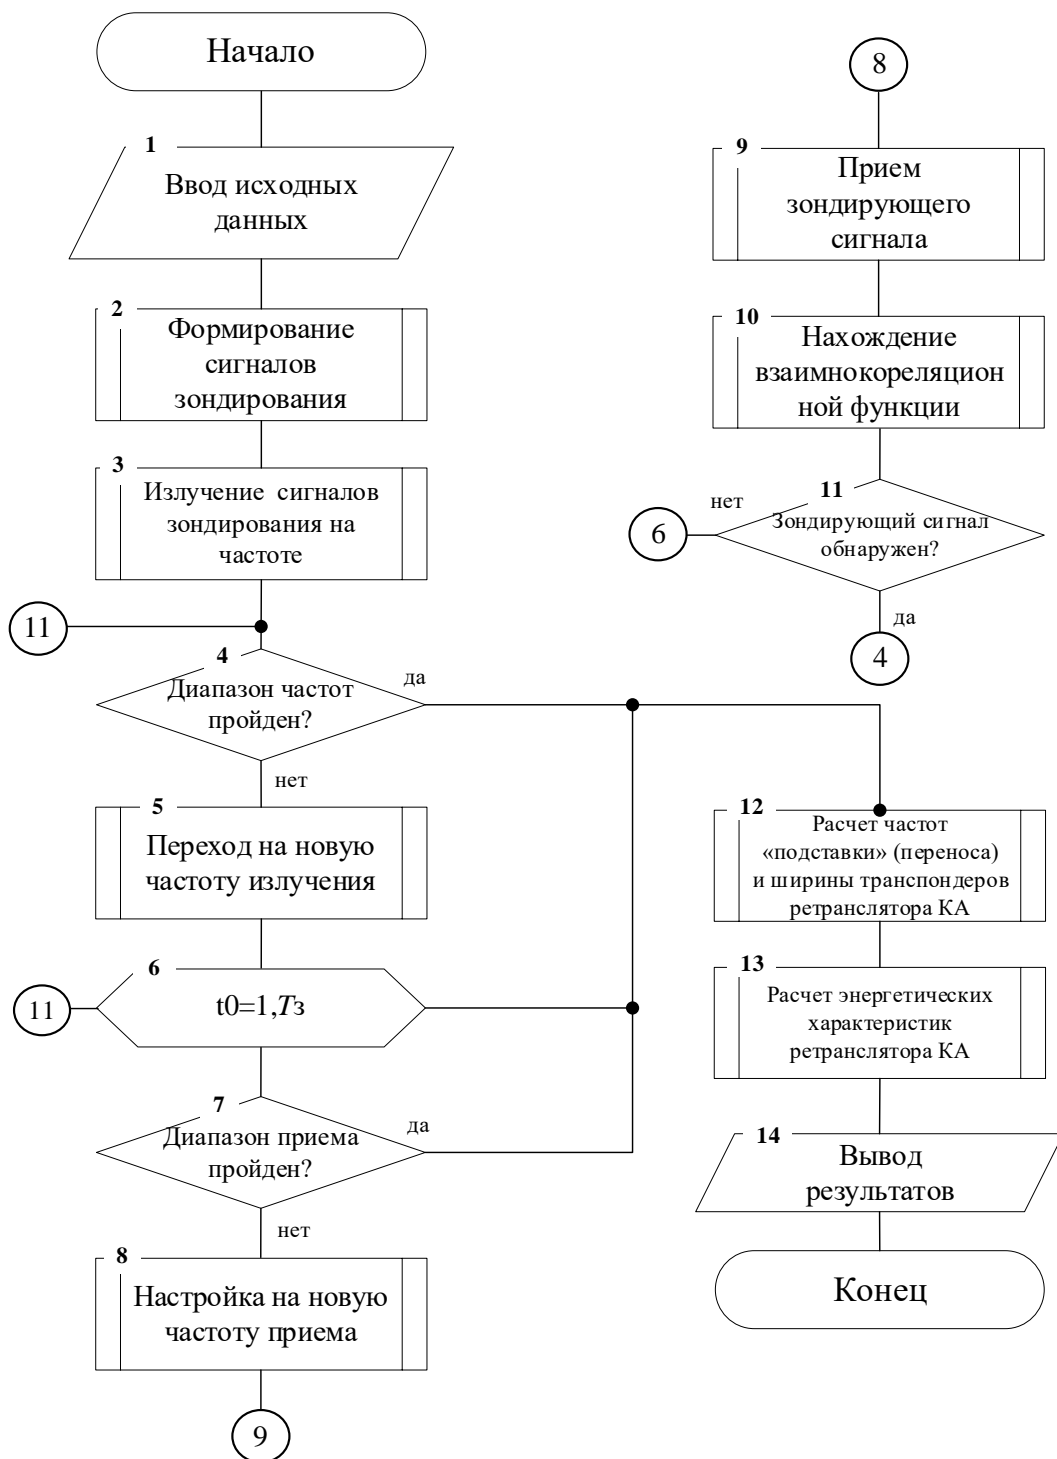 Начало
1
Ввод исходных
данных
2
Формирование
сигналов
зондирования
3
Излучение сигналов
зондирования на
частоте
11
4
Диапазон частот
пройден?
да
нет
5
Переход на новую
частоту излучения
6
11
t0=1,Tз
7
Диапазон приема
пройден?
да
нет
8
Настройка на новую
частоту приема
9
8
9
Прием
зондирующего
сигнала
10
Нахождение
взаимнокореляцион
ной функции
11
нет
Зондирующий сигнал
обнаружен?
6
да
4
12
Расчет частот
«подставки» (переноса)
и ширины транспондеров
ретранслятора КА
13
Расчет энергетических
характеристик
ретранслятора КА
14
Вывод
результатов
Конец